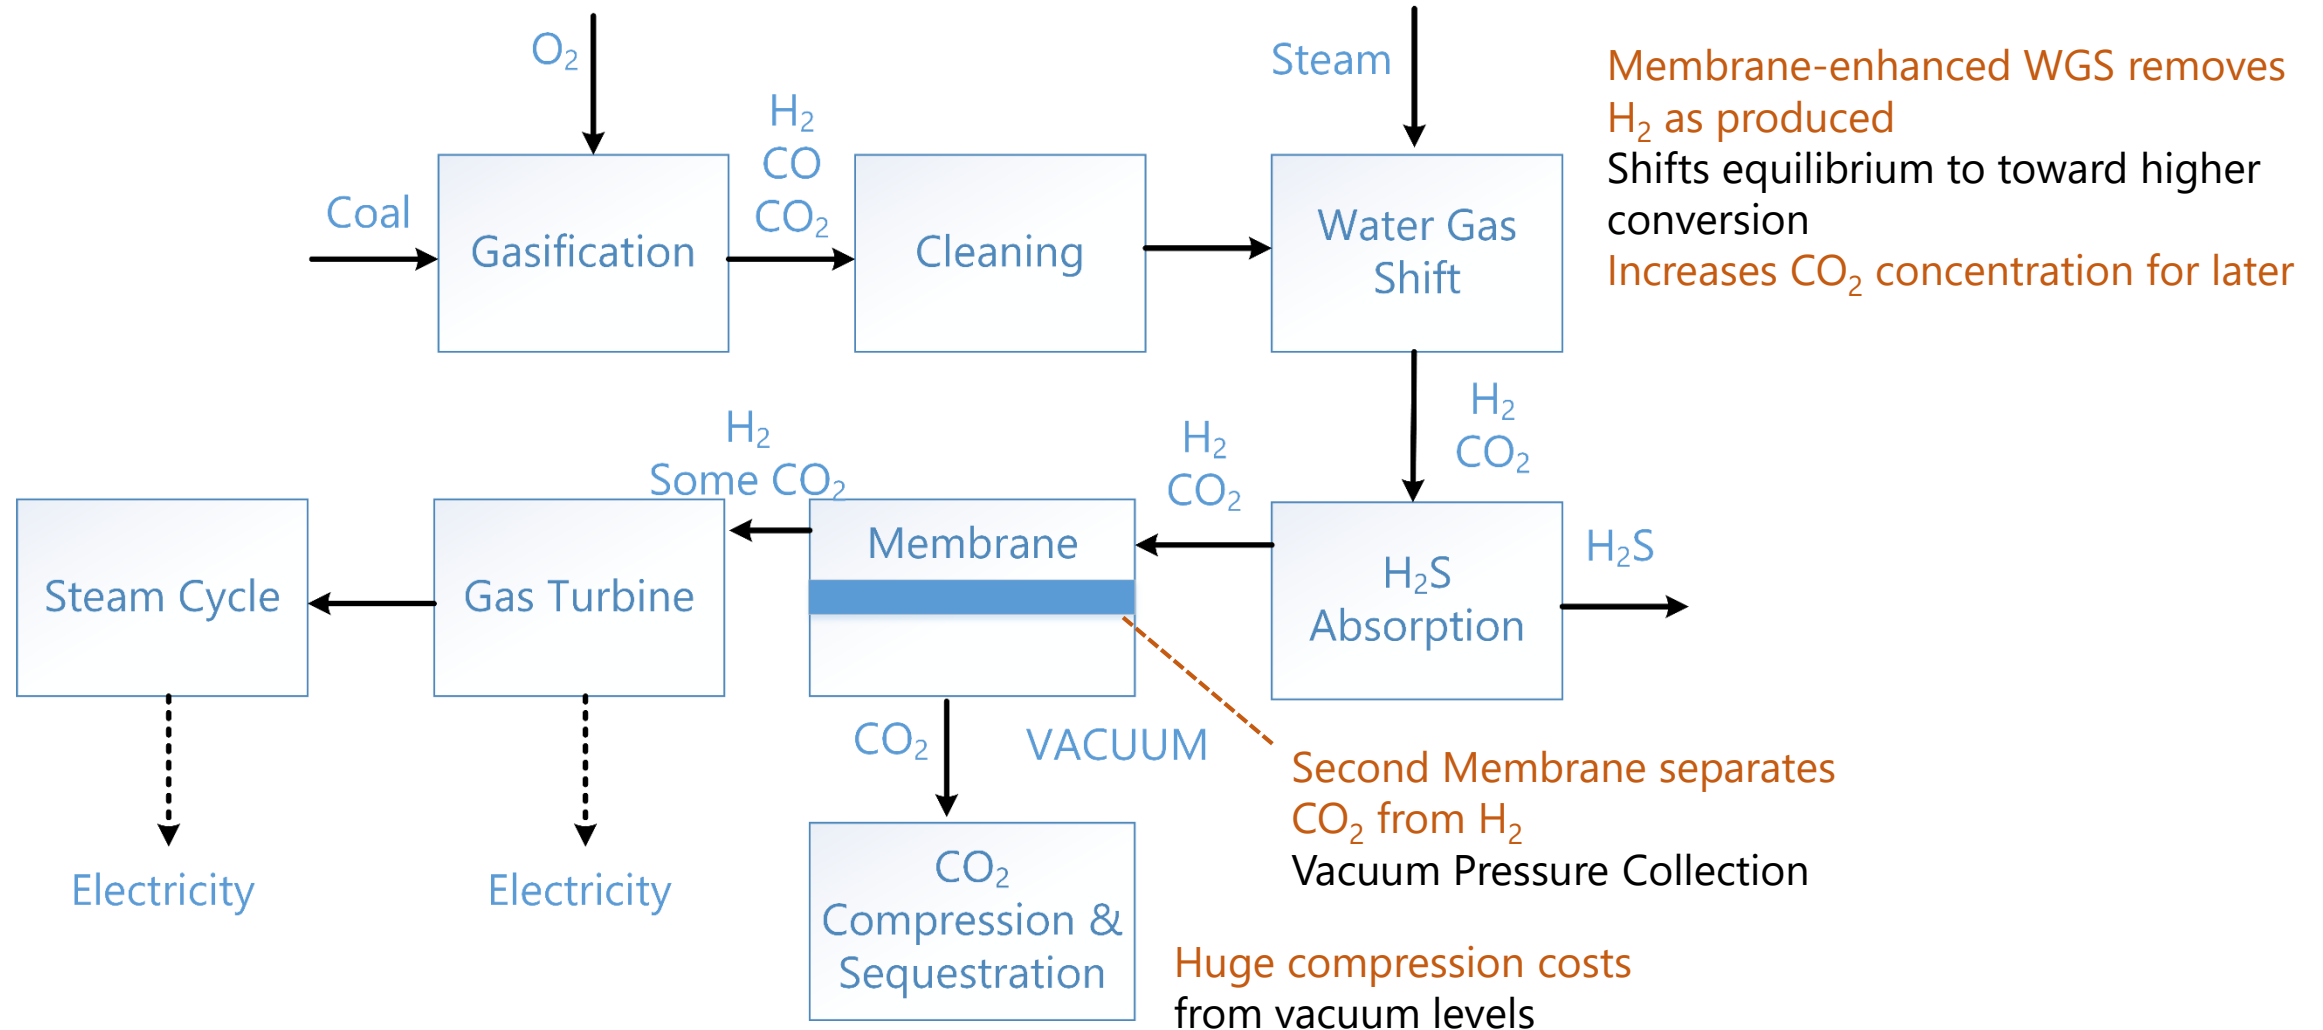 O₂
Steam
Membrane-enhanced WGS removes
H₂ as produced
Shifts equilibrium to toward higher
conversion
Increases CO₂ concentration for later
H₂
CO
CO₂
Coal
Gasification
Cleaning
Water Gas
Shift
H₂
CO₂
H₂
CO₂
H₂
Some CO₂
Steam Cycle
Gas Turbine
Membrane
H₂S
Absorption
H₂S
CO₂
VACUUM
Second Membrane separates
CO₂ from H₂
Vacuum Pressure Collection
Electricity
Electricity
CO₂
Compression &
Sequestration
Huge compression costs
from vacuum levels